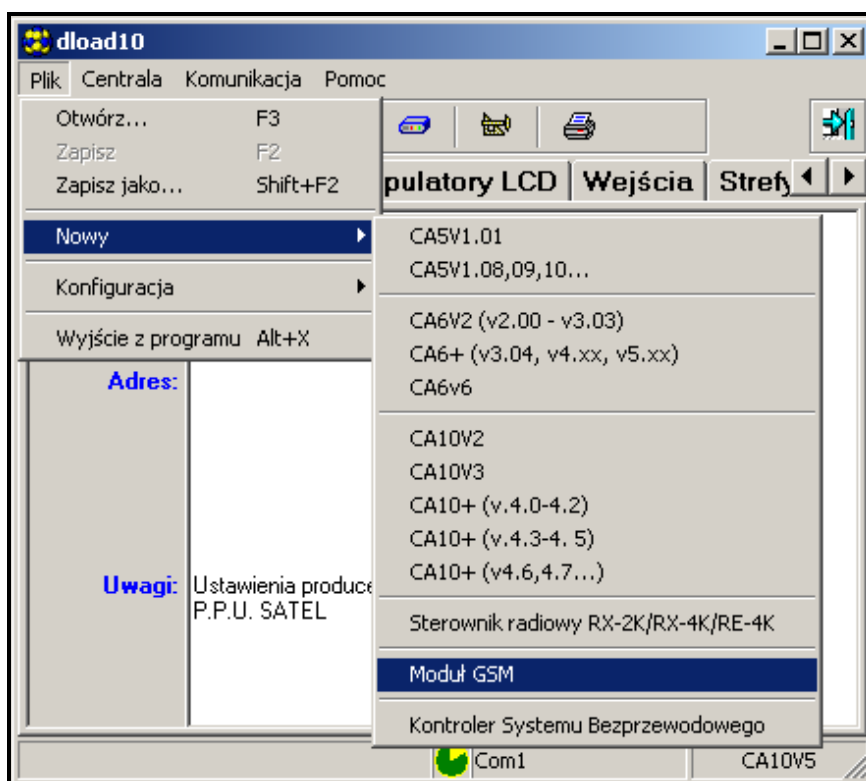 dload10
Plik Centrala Komunikacja Pomoc
Otwórz... F3
Zapisz F2
Zapisz jako... Shift+F2
Nowy
Konfiguracja
Wyjście z programu Alt+X
pulatory LCD Wejścia Strefy
CA5V1.01
CA5V1.08,09,10...
CA6V2 (v2.00 - v3.03)
CA6+ (v3.04, v4.xx, v5.xx)
CA6v6
CA10V2
CA10V3
CA10+ (v.4.0-4.2)
CA10+ (v.4.3-4. 5)
CA10+ (v4.6,4.7...)
Sterownik radiowy RX-2K/RX-4K/RE-4K
Moduł GSM
Kontroler Systemu Bezprzewodowego
Adres:
Uwagi: Ustawienia produce
P.P.U. SATEL
Com1 CA10V5